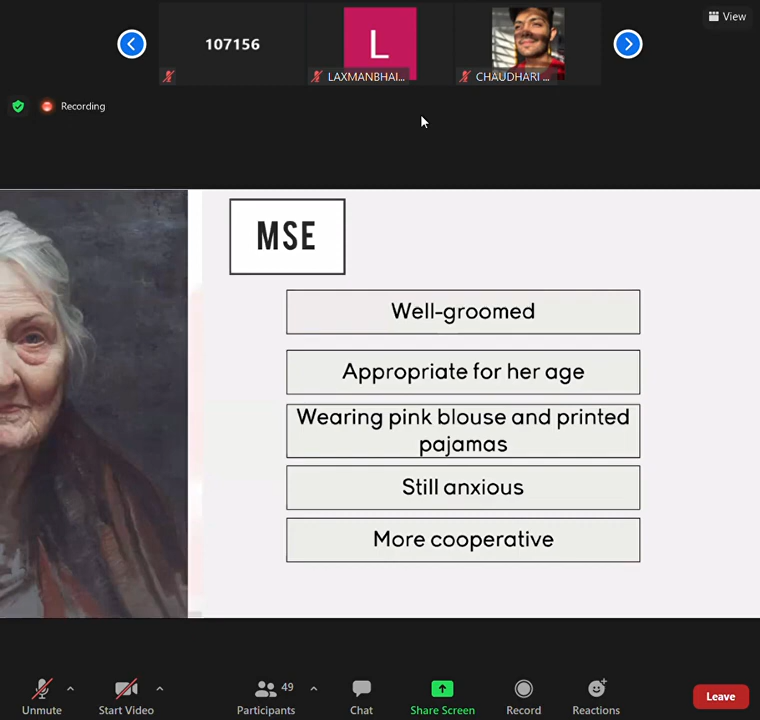 View
107156
L
LAXMANBHAI...
CHAUDHARI ...
Recording
MSE
Well-groomed
Appropriate for her age
Wearing pink blouse and printed
pajamas
Still anxious
More cooperative
49
Unmute
Start Video
Participants
Chat
Share Screen
Record
Reactions
Leave